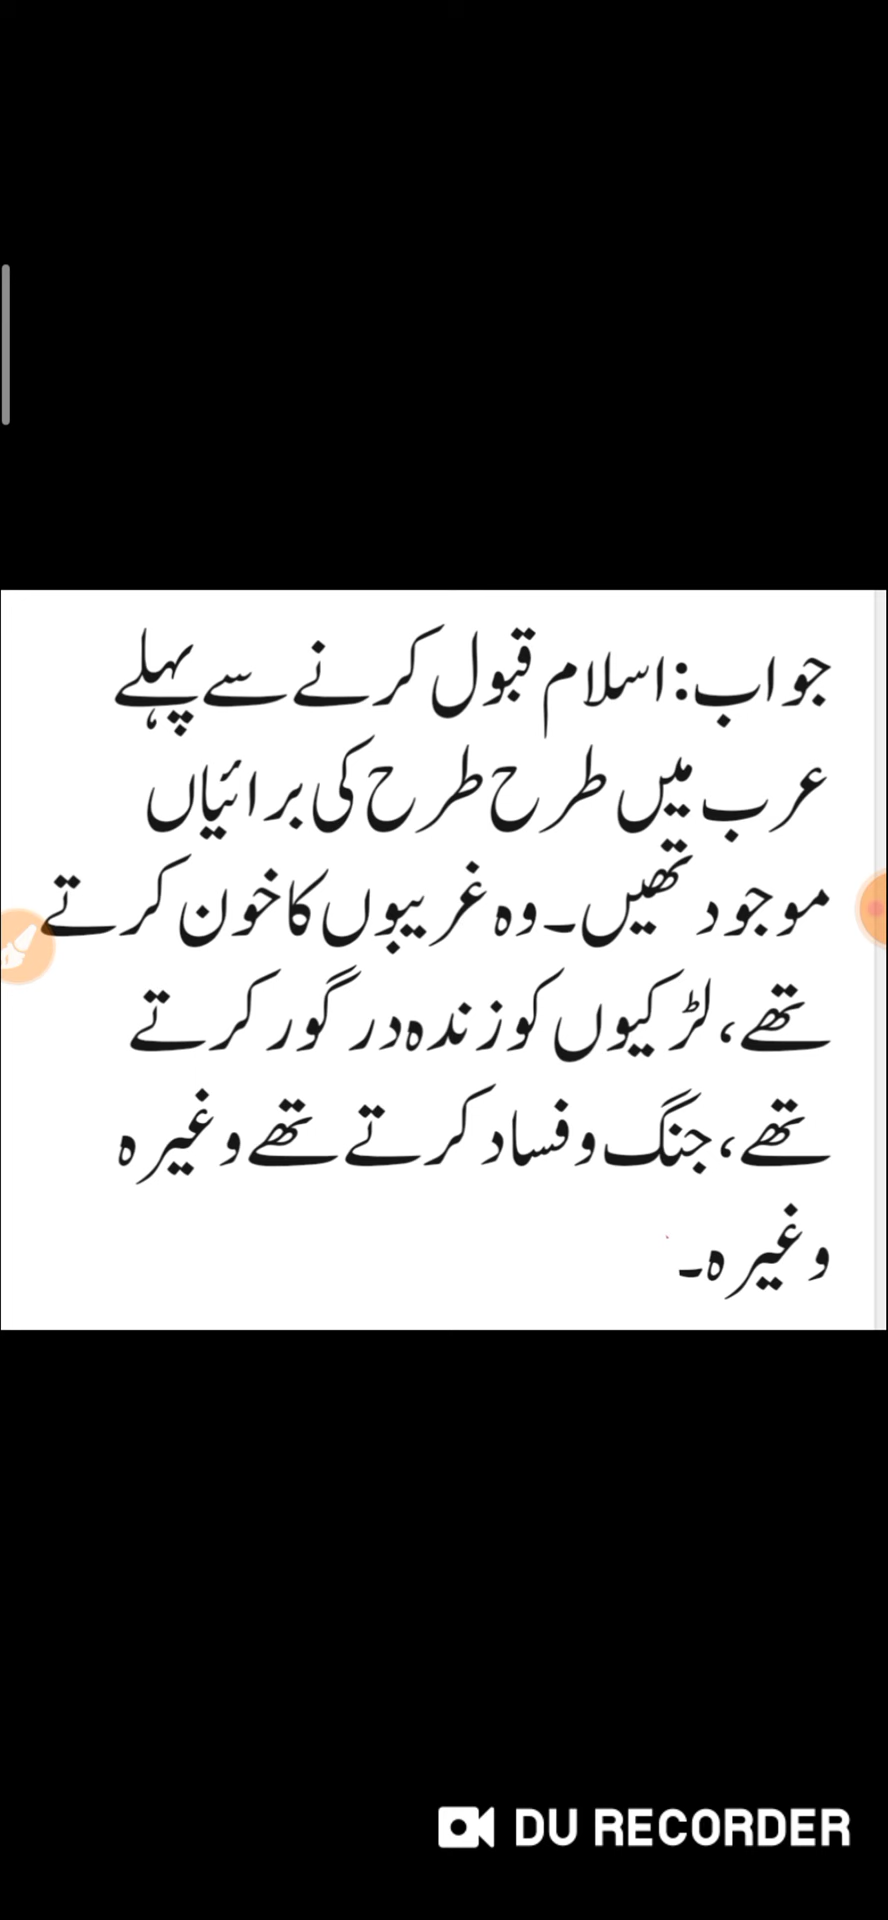 جواب: اسلام قبول کرنے سے پہلے
عرب میں طرح طرح کی برائیاں
موجود تھیں۔ وہ غریبوں کا خون کرتے
تھے، لڑکیوں کو زندہ در گور کرتے
تھے، جنگ و فساد کرتے تھے وغیرہ
وغیرہ۔
DU RECORDER